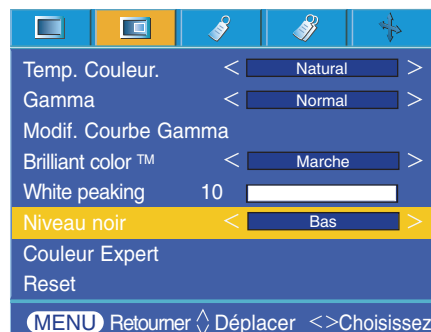 Temp. Couleur. < Natural >
Gamma < Normal >
Modif. Courbe Gamma
Brilliant color ™ < Marche >
White peaking 10
Niveau noir < Bas >
Couleur Expert
Reset
MENU Retourner Déplacer <>Choisissez